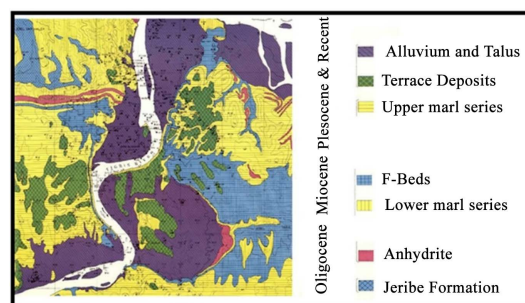 Alluvium and Talus
Terrace Deposits
Upper marl series
F-Beds
Lower marl series
Anhydrite
Jeribe Formation
Oligocene Miocene Plesocene & Recent